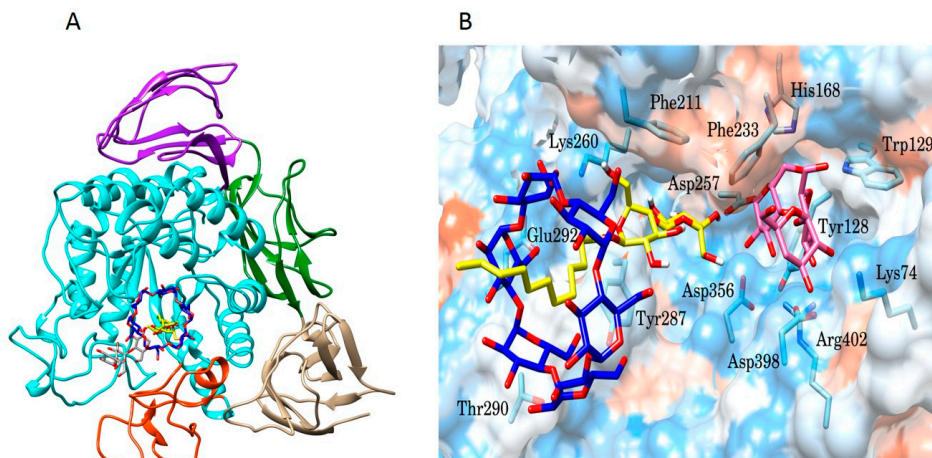 A
B
His168
Phe211
Phe233
Lys260
Trp129
Asp257
Glu292
Tyr128
Lys74
Asp356
Tyr287
Arg402
Asp398
Thr290